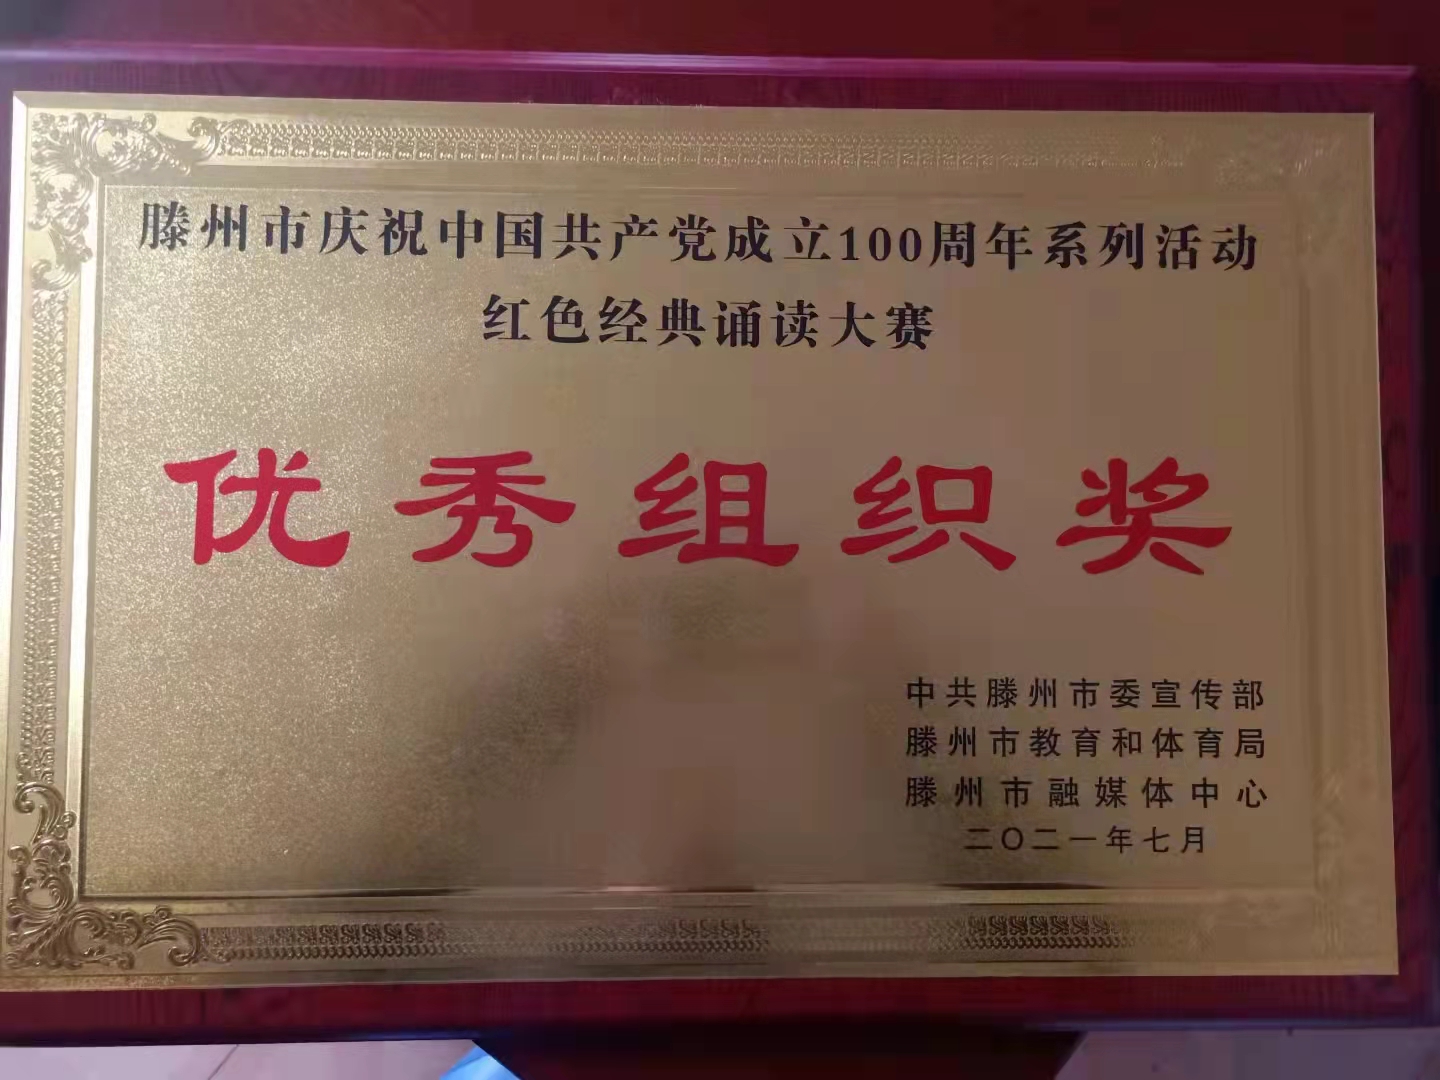 滕州市庆祝中国共产党成立100周年系列活动
红色经典诵读大赛
优秀组织奖
中共滕州市委宣传部
滕州市教育和体育局
滕州市融媒体中心
二〇二一年七月